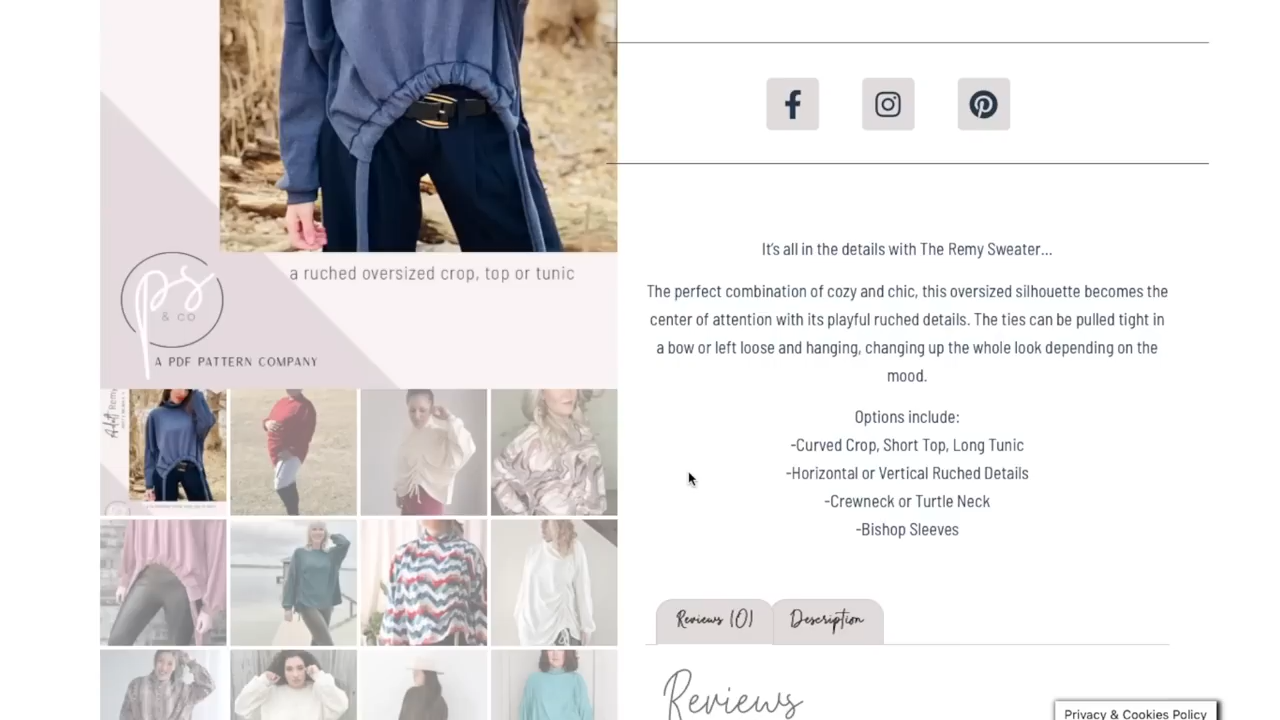 a ruched oversized crop, top or tunic
ps
& co
A PDF PATTERN COMPANY
It's all in the details with The Remy Sweater...
The perfect combination of cozy and chic, this oversized silhouette becomes the
center of attention with its playful ruched details. The ties can be pulled tight in
a bow or left loose and hanging, changing up the whole look depending on the
mood.
Options include:
-Curved Crop, Short Top, Long Tunic
-Horizontal or Vertical Ruched Details
-Crewneck or Turtle Neck
-Bishop Sleeves
Reviews (0)
Description
Reviews
Privacy & Cookies Policy